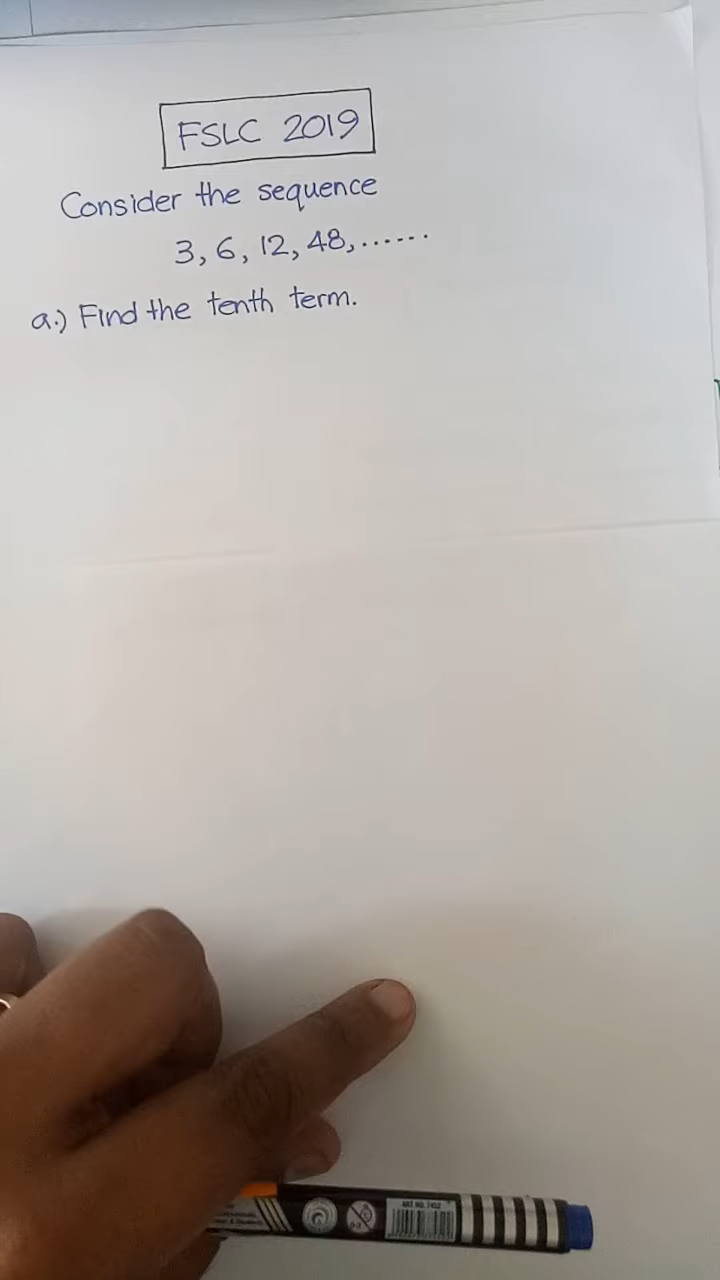 FSLC 2019
Consider the sequence
3, 6, 12, 48, ......
a.) Find the tenth term.